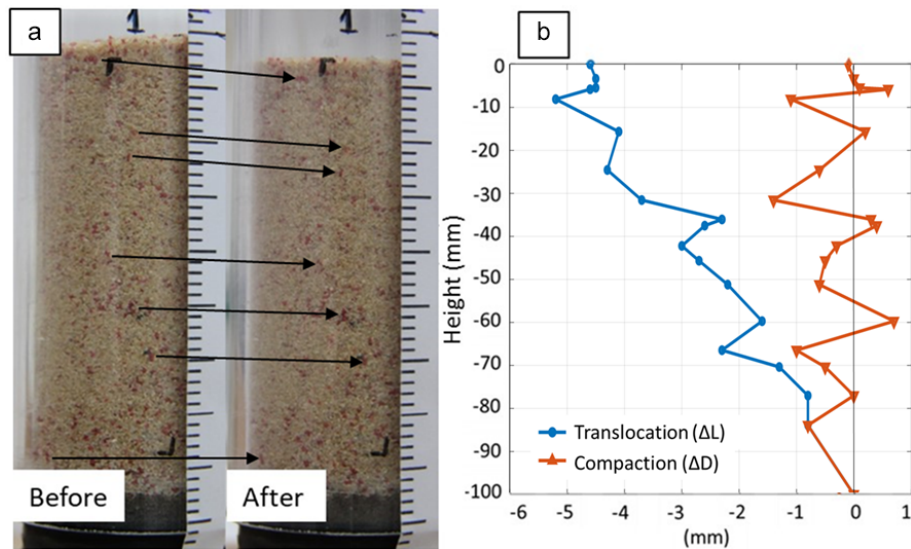 a
1
1
Before
After
b
0
-10
-20
-30
-40
-50
-60
-70
-80
-90
-100
Height (mm)
Translocation (ΔL)
Compaction (ΔD)
-6 -5 -4 -3 -2 -1 0 1
(mm)